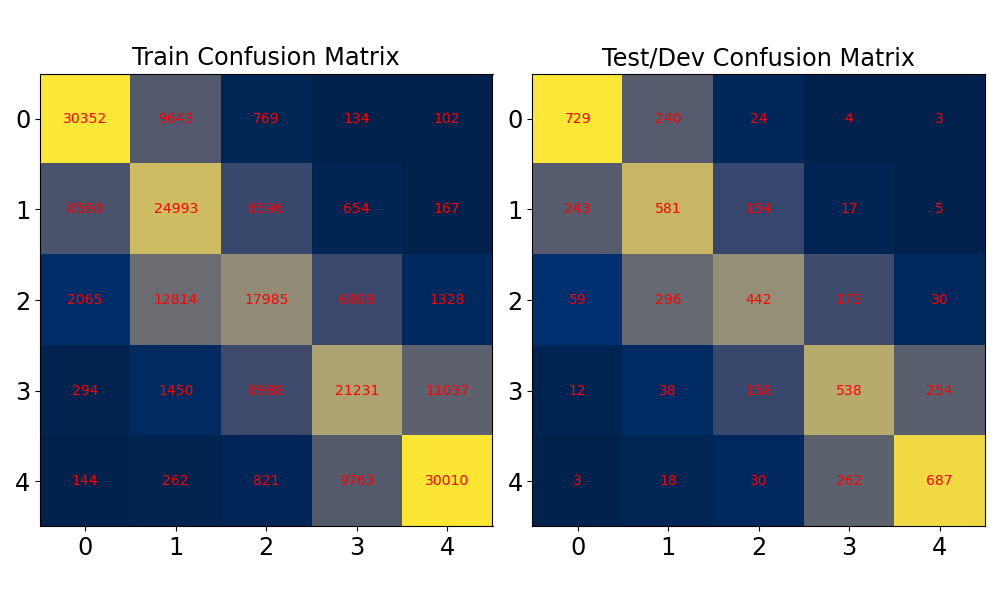 Train Confusion Matrix
0 30352 9643 769 134 102
1 8590 24993 6596 654 167
2 2065 12814 17985 6808 1328
3 294 1450 6988 21231 11037
4 144 262 821 9763 30010
0 1 2 3 4
Test/Dev Confusion Matrix
0 729 240 24 4 3
1 243 581 154 17 5
2 59 296 442 173 30
3 12 38 158 538 254
4 3 18 30 262 687
0 1 2 3 4